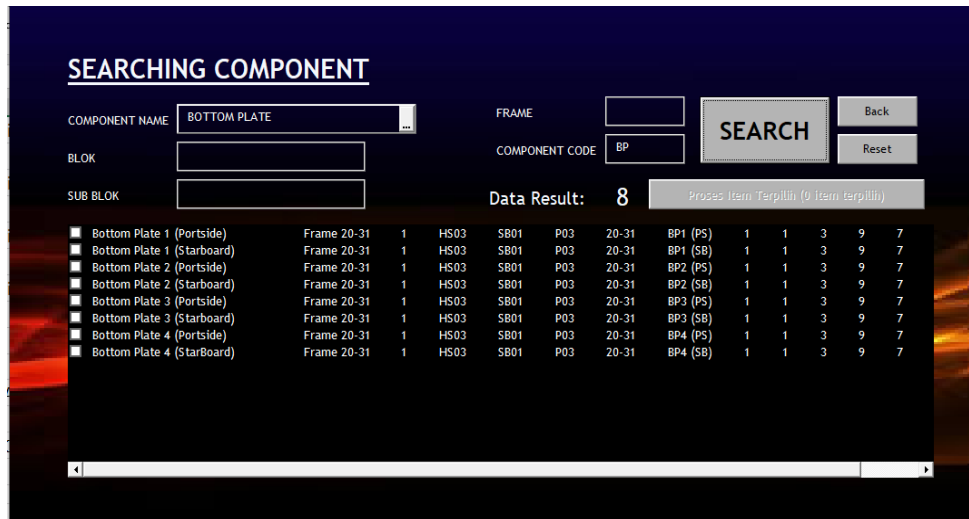 SEARCHING COMPONENT
COMPONENT NAME BOTTOM PLATE ... FRAME SEARCH Back
BLOK COMPONENT CODE BP Reset
SUB BLOK Data Result: 8 Proses Item Terpilih (0 item terpilih)
Bottom Plate 1 (Portside) Frame 20-31 1 HS03 SB01 P03 20-31 BP1 (PS) 1 1 3 9 7
Bottom Plate 1 (Starboard) Frame 20-31 1 HS03 SB01 P03 20-31 BP1 (SB) 1 1 3 9 7
Bottom Plate 2 (Portside) Frame 20-31 1 HS03 SB01 P03 20-31 BP2 (PS) 1 1 3 9 7
Bottom Plate 2 (Starboard) Frame 20-31 1 HS03 SB01 P03 20-31 BP2 (SB) 1 1 3 9 7
Bottom Plate 3 (Portside) Frame 20-31 1 HS03 SB01 P03 20-31 BP3 (PS) 1 1 3 9 7
Bottom Plate 3 (Starboard) Frame 20-31 1 HS03 SB01 P03 20-31 BP3 (SB) 1 1 3 9 7
Bottom Plate 4 (Portside) Frame 20-31 1 HS03 SB01 P03 20-31 BP4 (PS) 1 1 3 9 7
Bottom Plate 4 (StarBoard) Frame 20-31 1 HS03 SB01 P03 20-31 BP4 (SB) 1 1 3 9 7